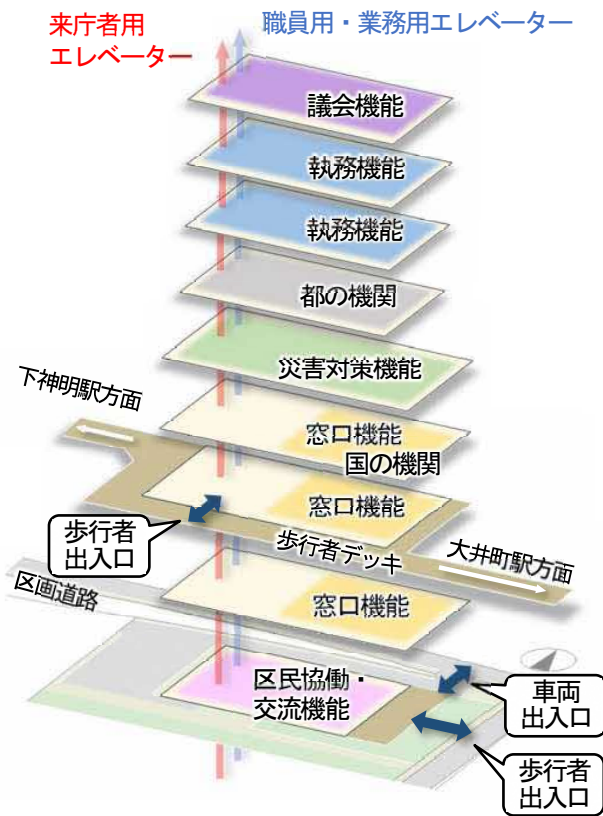 来庁者用
エレベーター
職員用・業務用エレベーター
議会機能
執務機能
執務機能
都の機関
災害対策機能
下神明駅方面
窓口機能
国の機関
窓口機能
歩行者
出入口
歩行者デッキ
大井町駅方面
区画道路
窓口機能
区民協働・
交流機能
車両
出入口
歩行者
出入口